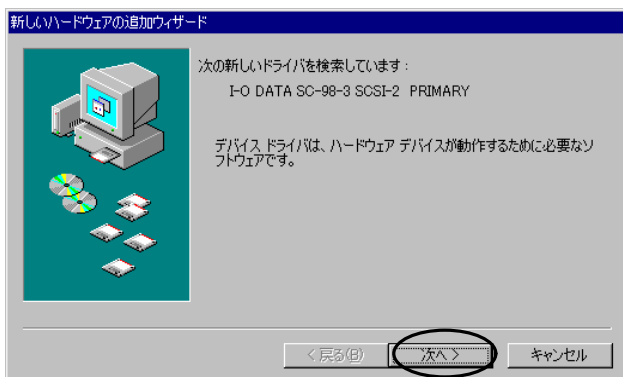 新しいハードウェアの追加ウィザード
次の新しいドライバを検索しています：
I-O DATA SC-98-3 SCSI-2 PRIMARY
デバイス ドライバは、ハードウェア デバイスが動作するために必要なソ
フトウェアです。
< 戻る(B)
次へ >
キャンセル